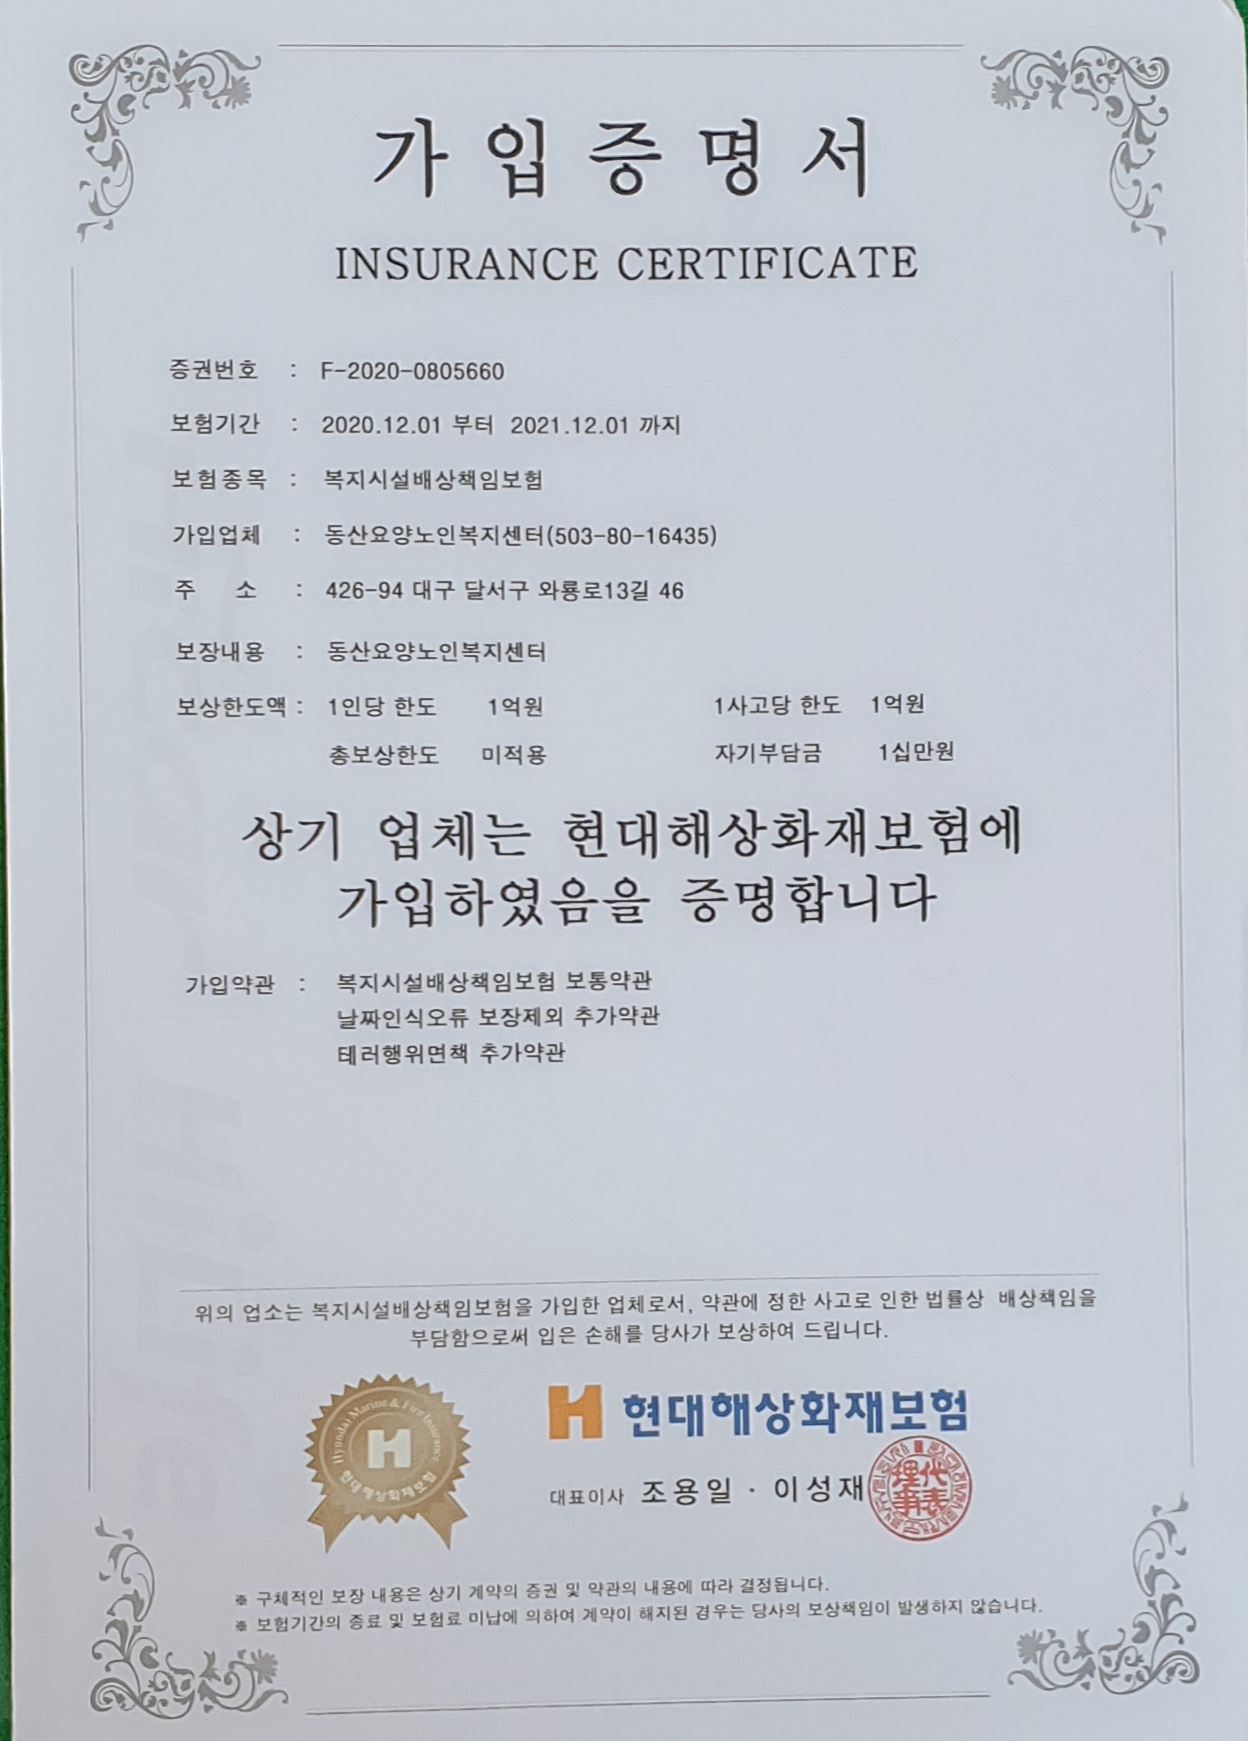 가입증명서
INSURANCE CERTIFICATE
증권번호 : F-2020-0805660
보험기간 : 2020.12.01 부터 2021.12.01 까지
보험종목 : 복지시설배상책임보험
가입업체 : 동산요양노인복지센터(503-80-16435)
주 소 : 426-94 대구 달서구 와룡로13길 46
보장내용 : 동산요양노인복지센터
보상한도액 : 1인당 한도 1억원 1사고당 한도 1억원
총보상한도 미적용 자기부담금 1십만원
상기 업체는 현대해상화재보험에
가입하였음을 증명합니다
가입약관 : 복지시설배상책임보험 보통약관
날짜인식오류 보장제외 추가약관
테러행위면책 추가약관
위의 업소는 복지시설배상책임보험을 가입한 업체로서, 약관에 정한 사고로 인한 법률상 배상책임을
부담함으로써 입은 손해를 당사가 보상하여 드립니다.
Hyundai Marine & Fire Insurance
H
현대해상화재보험
H 현대해상화재보험
대표이사 조용일 · 이성재
※ 구체적인 보장 내용은 상기 계약의 증권 및 약관의 내용에 따라 결정됩니다.
※ 보험기간의 종료 및 보험료 미납에 의하여 계약이 해지된 경우는 당사의 보상책임이 발생하지 않습니다.